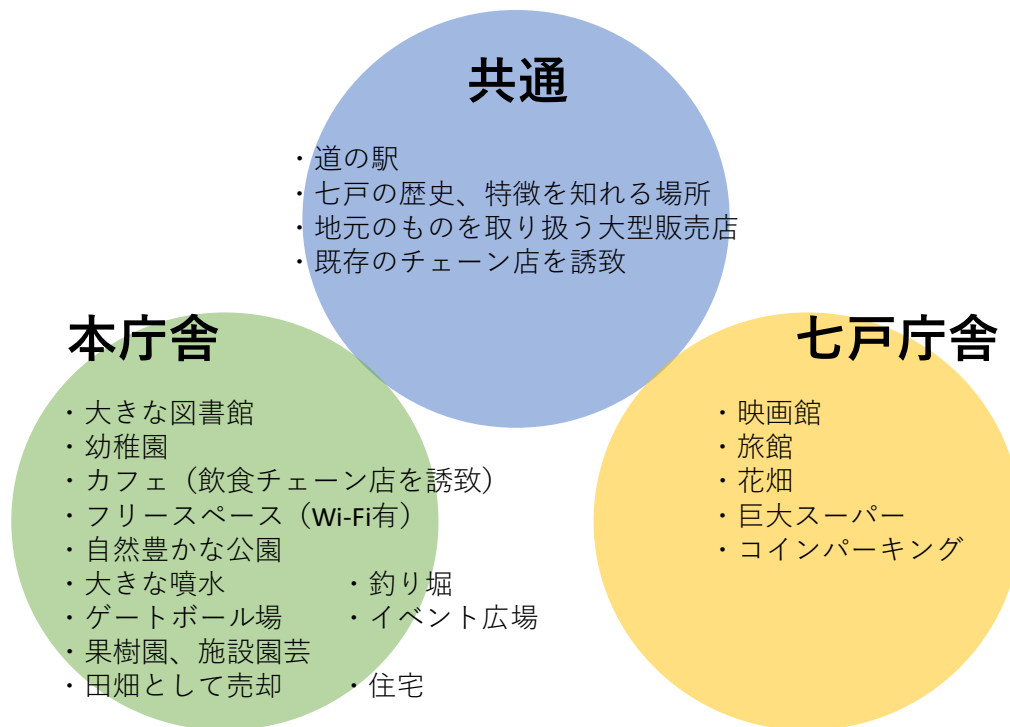 共通
・道の駅
・七戸の歴史、特徴を知れる場所
・地元のものを取り扱う大型販売店
・既存のチェーン店を誘致
本庁舎
・大きな図書館
・幼稚園
・カフェ（飲食チェーン店を誘致）
・フリースペース（Wi-Fi有）
・自然豊かな公園
・大きな噴水 ・釣り堀
・ゲートボール場 ・イベント広場
・果樹園、施設園芸
・田畑として売却 ・住宅
七戸庁舎
・映画館
・旅館
・花畑
・巨大スーパー
・コインパーキング